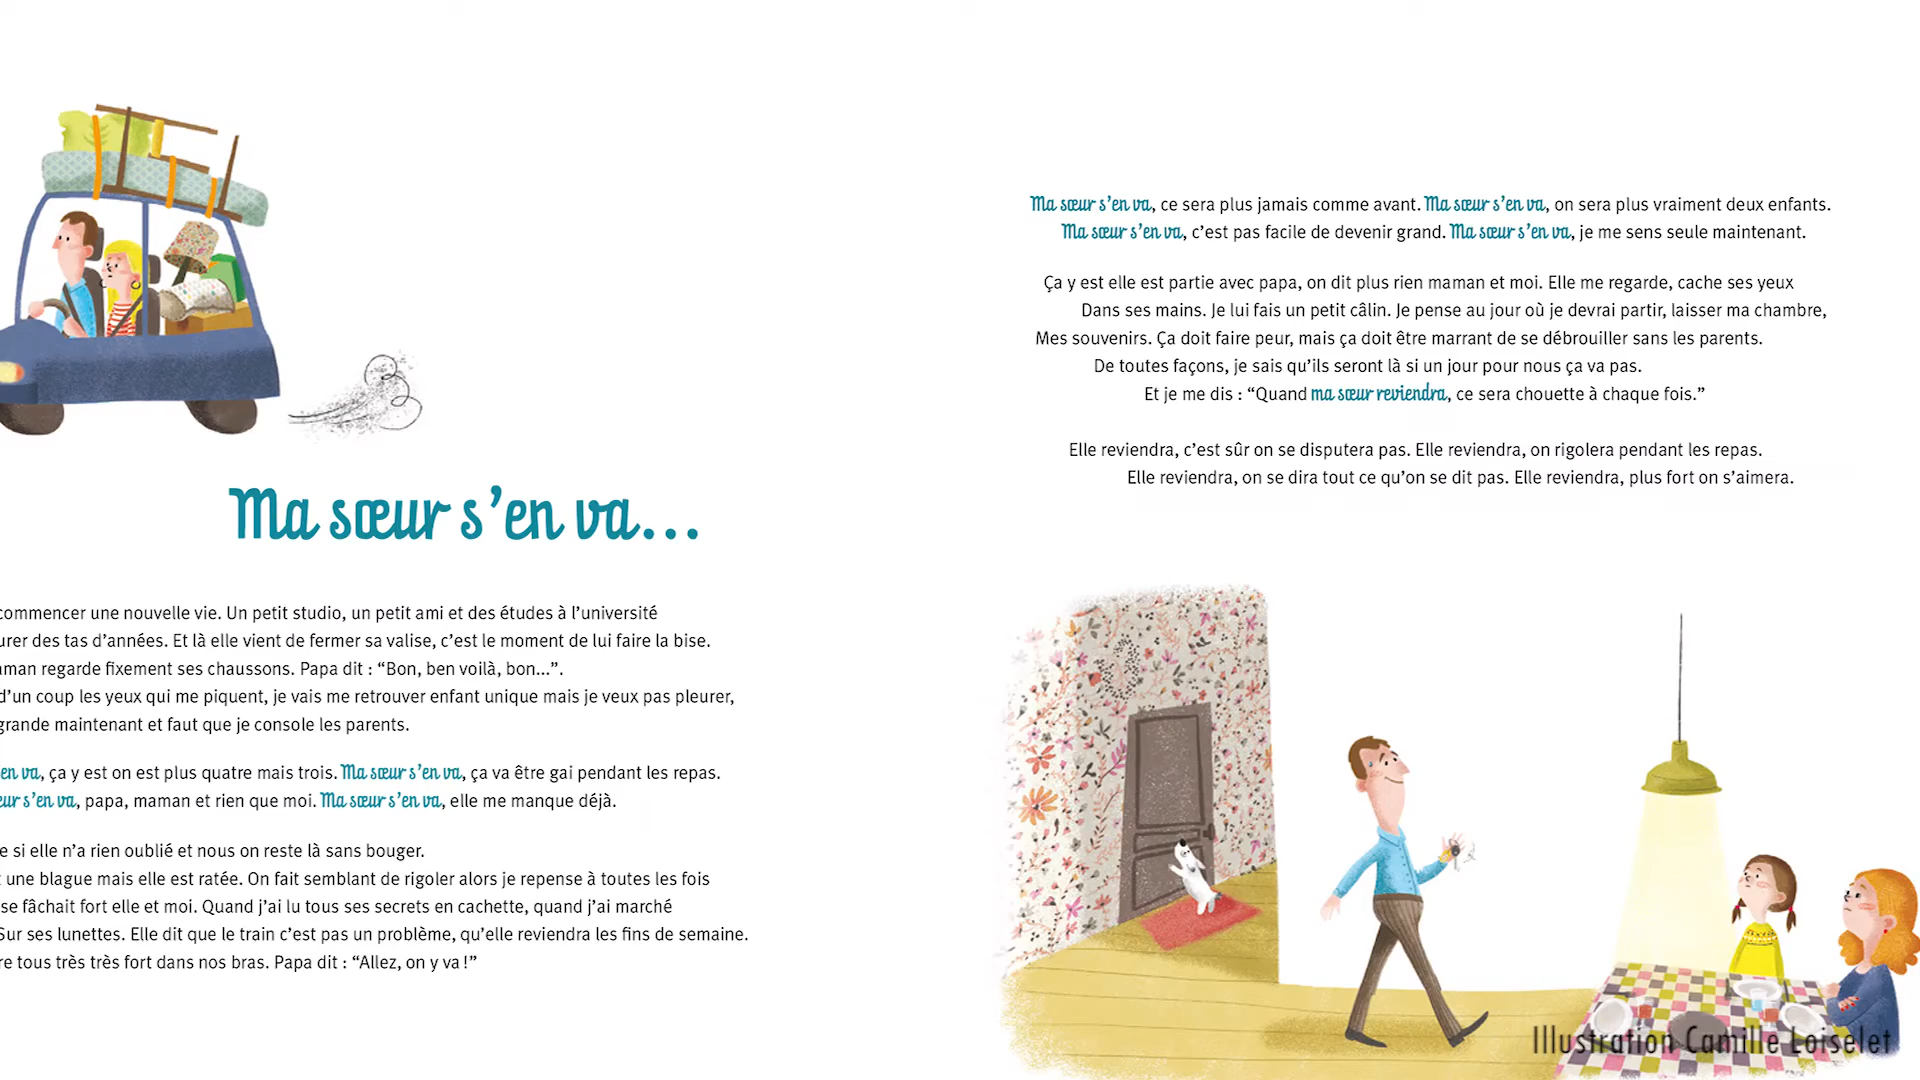 Ma sœur s'en va...
commencer une nouvelle vie. Un petit studio, un petit ami et des études à l'université
des tas d'années. Et là elle vient de fermer sa valise, c'est le moment de lui faire la bise.
regarde fixement ses chaussons. Papa dit : “Bon, ben voilà, bon...”.
d'un coup les yeux qui me piquent, je vais me retrouver enfant unique mais je veux pas pleurer,
grande maintenant et faut que je console les parents.
en va, ça y est on est plus quatre mais trois. Ma sœur s'en va, ça va être gai pendant les repas.
s'en va, papa, maman et rien que moi. Ma sœur s'en va, elle me manque déjà.
si elle n'a rien oublié et nous on reste là sans bouger.
une blague mais elle est ratée. On fait semblant de rigoler alors je repense à toutes les fois
se fâchait fort elle et moi. Quand j'ai lu tous ses secrets en cachette, quand j'ai marché
Sur ses lunettes. Elle dit que le train c'est pas un problème, qu'elle reviendra les fins de semaine.
tous très très fort dans nos bras. Papa dit : “Allez, on y va !”
Ma sœur s'en va, ce sera plus jamais comme avant. Ma sœur s'en va, on sera plus vraiment deux enfants.
Ma sœur s'en va, c'est pas facile de devenir grand. Ma sœur s'en va, je me sens seule maintenant.
Ça y est elle est partie avec papa, on dit plus rien maman et moi. Elle me regarde, cache ses yeux
Dans ses mains. Je lui fais un petit câlin. Je pense au jour où je devrai partir, laisser ma chambre,
Mes souvenirs. Ça doit faire peur, mais ça doit être marrant de se débrouiller sans les parents.
De toutes façons, je sais qu'ils seront là si un jour pour nous ça va pas.
Et je me dis : “Quand ma sœur reviendra, ce sera chouette à chaque fois.”
Elle reviendra, c'est sûr on se disputera pas. Elle reviendra, on rigolera pendant les repas.
Elle reviendra, on se dira tout ce qu'on se dit pas. Elle reviendra, plus fort on s'aimera.
Illustration Camille Loiselet